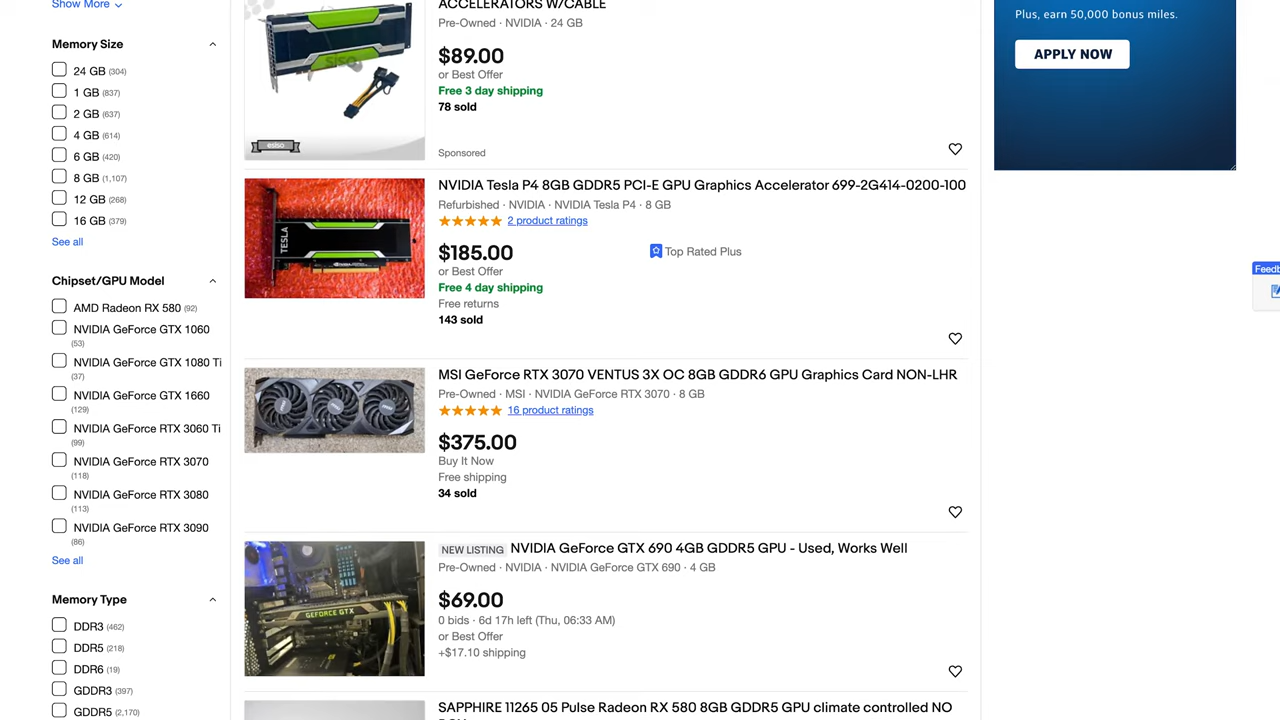 Show More
Memory Size
24 GB (304)
1 GB (837)
2 GB (637)
4 GB (614)
6 GB (420)
8 GB (1,107)
12 GB (268)
16 GB (379)
See all
Chipset/GPU Model
AMD Radeon RX 580 (92)
NVIDIA GeForce GTX 1060
(53)
NVIDIA GeForce GTX 1080 Ti
(37)
NVIDIA GeForce GTX 1660
(129)
NVIDIA GeForce RTX 3060 Ti
(99)
NVIDIA GeForce RTX 3070
(118)
NVIDIA GeForce RTX 3080
(113)
NVIDIA GeForce RTX 3090
(86)
See all
Memory Type
DDR3 (462)
DDR5 (218)
DDR6 (19)
GDDR3 (397)
GDDR5 (2,170)
ACCELERATORS W/CABLE
Pre-Owned · NVIDIA · 24 GB
$89.00
or Best Offer
Free 3 day shipping
78 sold
Sponsored
esiso
NVIDIA Tesla P4 8GB GDDR5 PCI-E GPU Graphics Accelerator 699-2G414-0200-100
Refurbished · NVIDIA · NVIDIA Tesla P4 · 8 GB
2 product ratings
$185.00
Top Rated Plus
or Best Offer
Free 4 day shipping
Free returns
143 sold
TESLA
MSI GeForce RTX 3070 VENTUS 3X OC 8GB GDDR6 GPU Graphics Card NON-LHR
Pre-Owned · MSI · NVIDIA GeForce RTX 3070 · 8 GB
16 product ratings
$375.00
Buy It Now
Free shipping
34 sold
NEW LISTING NVIDIA GeForce GTX 690 4GB GDDR5 GPU - Used, Works Well
Pre-Owned · NVIDIA · NVIDIA GeForce GTX 690 · 4 GB
$69.00
0 bids · 6d 17h left (Thu, 06:33 AM)
or Best Offer
+$17.10 shipping
GEFORCE GTX
SAPPHIRE 11265 05 Pulse Radeon RX 580 8GB GDDR5 GPU climate controlled NO
Plus, earn 50,000 bonus miles.
APPLY NOW
Feedb